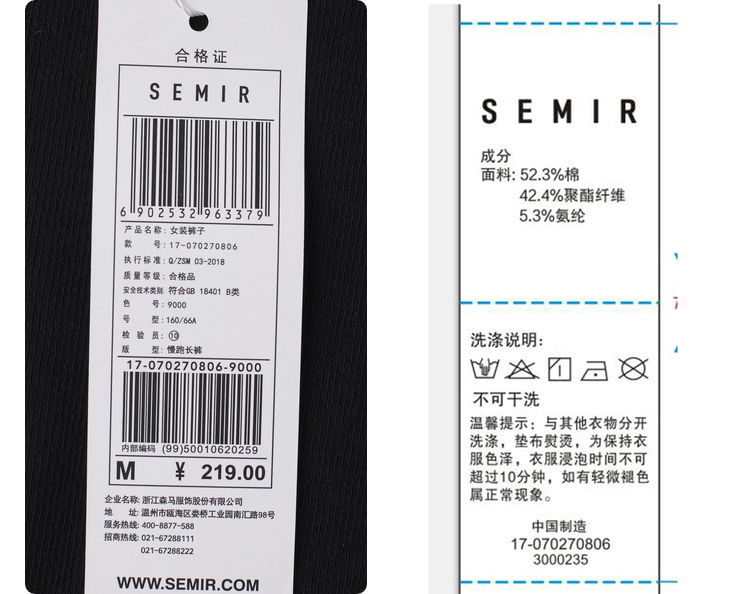 合格证
SEMIR
6 902532 963379
产品名称: 女装裤子
款 号: 17-070270806
执行标准: Q/ZSM 03-2018
质量等级: 合格品
安全技术类别: 符合GB 18401 B类
色 号: 9000
号 型: 160/66A
检 验 员: ⑩
版 型: 慢跑长裤
17-070270806-9000
内部编码 (99)50010620259
M ¥ 219.00
企业名称: 浙江森马服饰股份有限公司
地 址: 温州市瓯海区娄桥工业园南汇路98号
服务热线: 400-8877-588
招商热线: 021-67288111
021-67288222
WWW.SEMIR.COM
SEMIR
成分
面料: 52.3%棉
42.4%聚酯纤维
5.3%氨纶
洗涤说明:
不可干洗
温馨提示: 与其他衣物分开
洗涤, 垫布熨烫, 为保持衣
服色泽, 衣服浸泡时间不可
超过10分钟, 如有轻微褪色
属正常现象。
中国制造
17-070270806
3000235